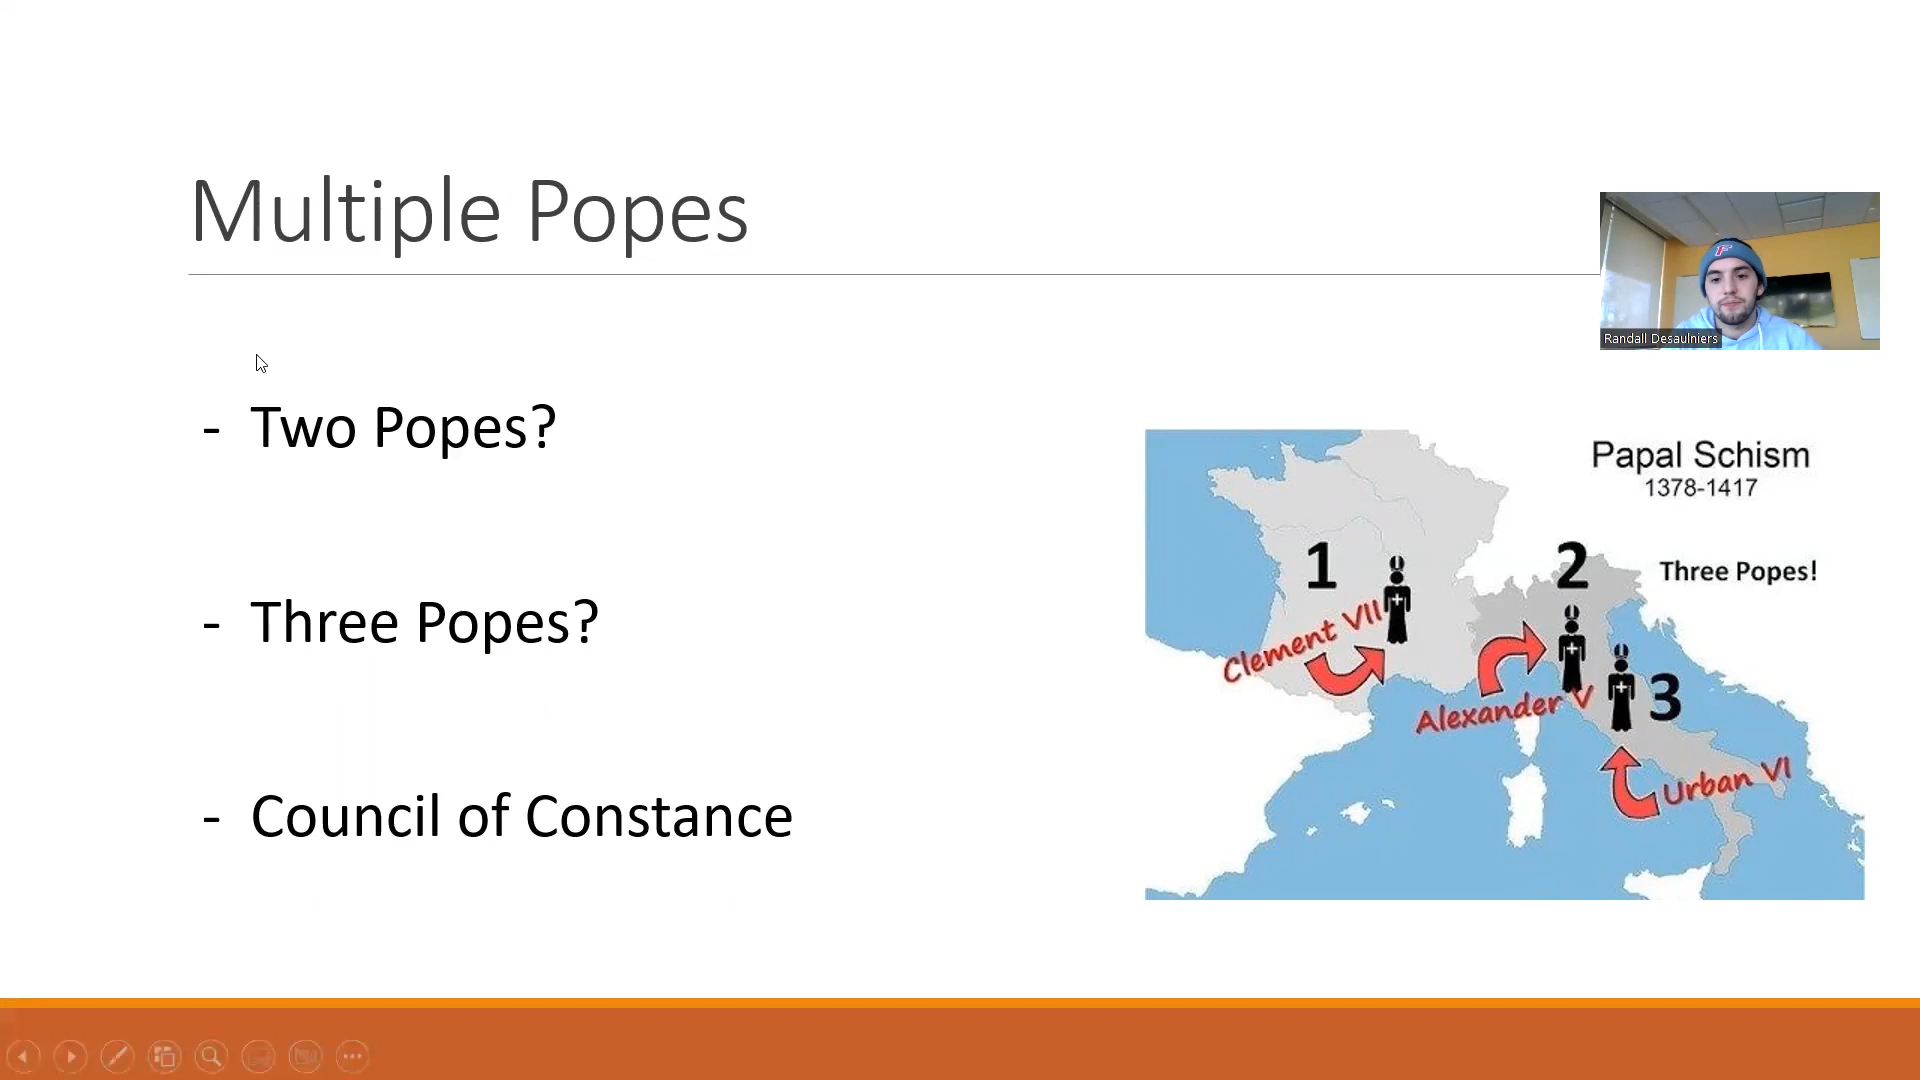 Multiple Popes
F
Randall Desaulniers
- Two Popes?
- Three Popes?
- Council of Constance
Papal Schism
1378-1417
Three Popes!
1
Clement VII
2
Alexander V
3
Urban VI